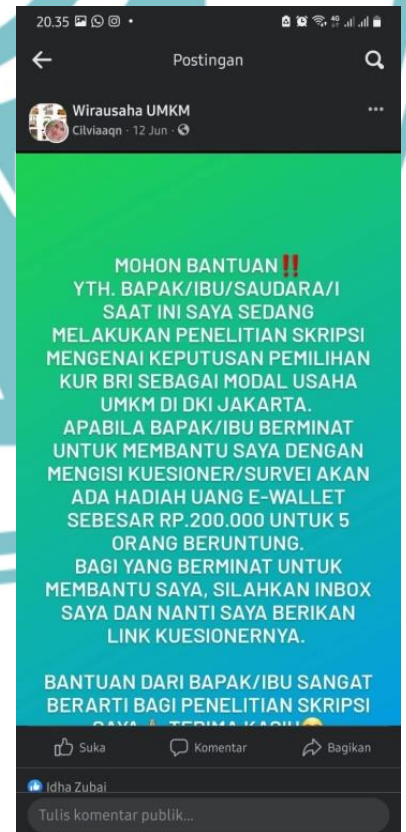 20.35
4G
Postingan
Wirausaha UMKM
Cilviaaqn · 12 Jun ·
MOHON BANTUAN‼️
YTH. BAPAK/IBU/SAUDARA/I
SAAT INI SAYA SEDANG
MELAKUKAN PENELITIAN SKRIPSI
MENGENAI KEPUTUSAN PEMILIHAN
KUR BRI SEBAGAI MODAL USAHA
UMKM DI DKI JAKARTA.
APABILA BAPAK/IBU BERMINAT
UNTUK MEMBANTU SAYA DENGAN
MENGISI KUESIONER/SURVEI AKAN
ADA HADIAH UANG E-WALLET
SEBESAR RP.200.000 UNTUK 5
ORANG BERUNTUNG.
BAGI YANG BERMINAT UNTUK
MEMBANTU SAYA, SILAHKAN INBOX
SAYA DAN NANTI SAYA BERIKAN
LINK KUESIONERNYA.
BANTUAN DARI BAPAK/IBU SANGAT
BERARTI BAGI PENELITIAN SKRIPSI
SAYA🙏 TERIMA KASIH😊
Suka
Komentar
Bagikan
Idha Zubai
Tulis komentar publik...